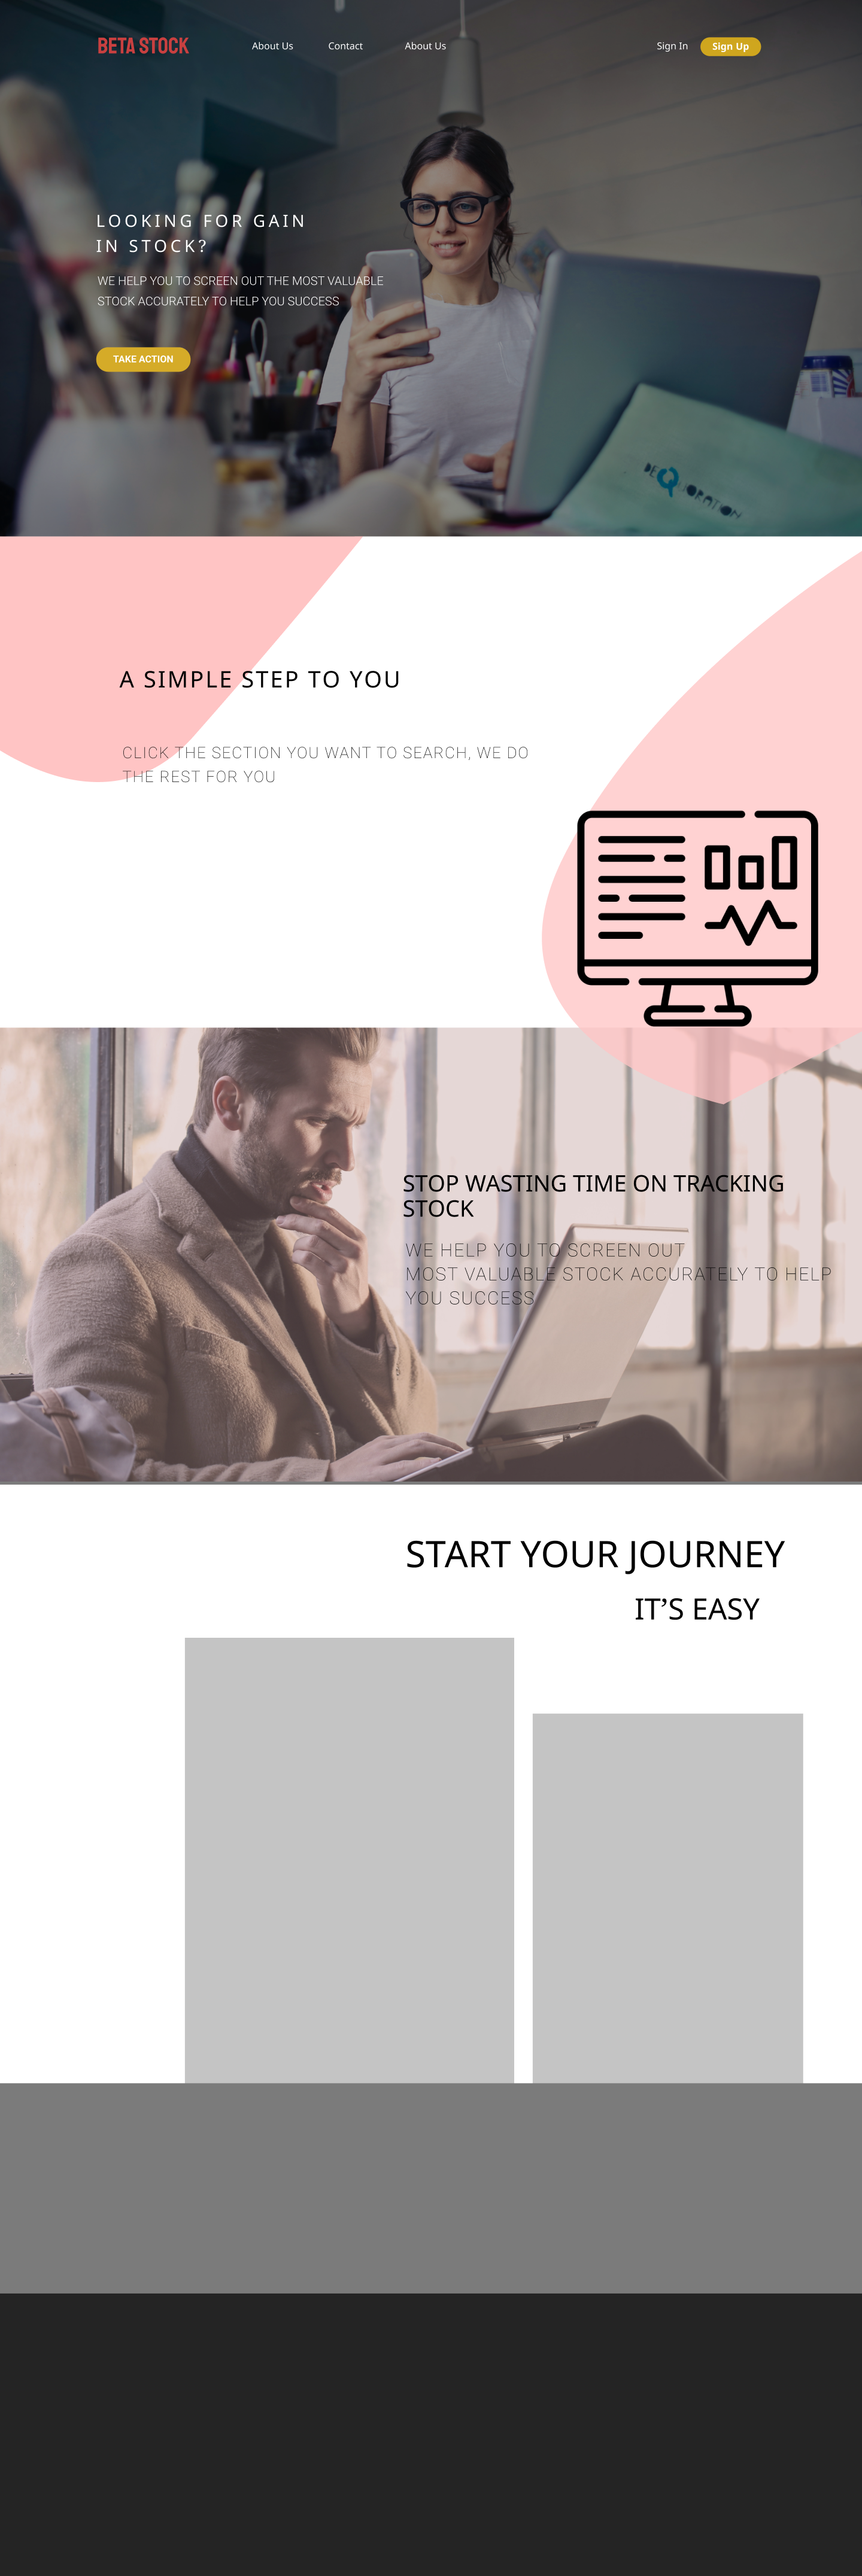 BETA STOCK
About Us
Contact
About Us
Sign In
Sign Up
LOOKING FOR GAIN
IN STOCK?
WE HELP YOU TO SCREEN OUT THE MOST VALUABLE
STOCK ACCURATELY TO HELP YOU SUCCESS
TAKE ACTION
A SIMPLE STEP TO YOU
CLICK THE SECTION YOU WANT TO SEARCH, WE DO
THE REST FOR YOU
STOP WASTING TIME ON TRACKING
STOCK
WE HELP YOU TO SCREEN OUT
MOST VALUABLE STOCK ACCURATELY TO HELP
YOU SUCCESS
START YOUR JOURNEY
IT’S EASY